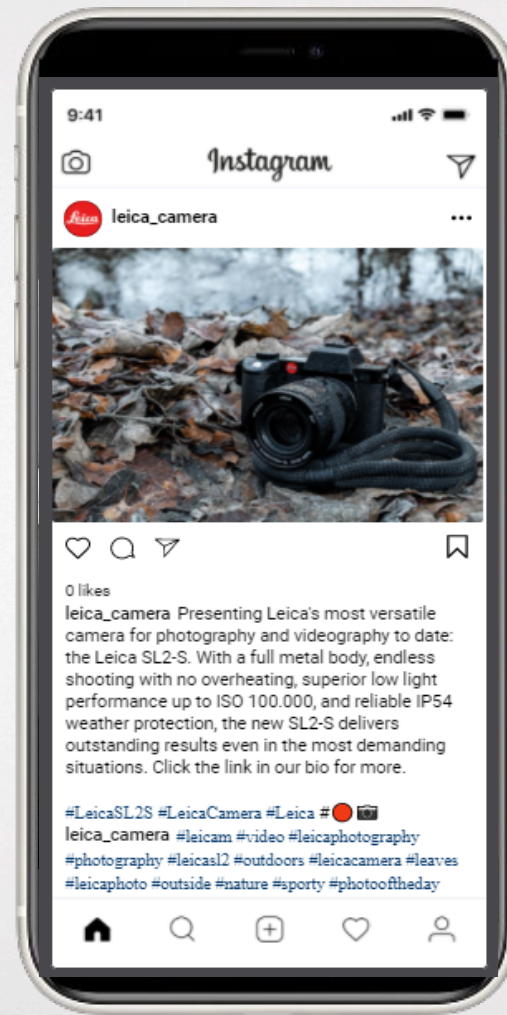 9:41
Instagram
Leica leica_camera
0 likes
leica_camera Presenting Leica's most versatile
camera for photography and videography to date:
the Leica SL2-S. With a full metal body, endless
shooting with no overheating, superior low light
performance up to ISO 100.000, and reliable IP54
weather protection, the new SL2-S delivers
outstanding results even in the most demanding
situations. Click the link in our bio for more.
#LeicaSL2S #LeicaCamera #Leica #🔴📷
leica_camera #leicam #video #leicaphotography
#photography #leicasl2 #outdoors #leicacamera #leaves
#leicaphoto #outside #nature #sporty #photooftheday